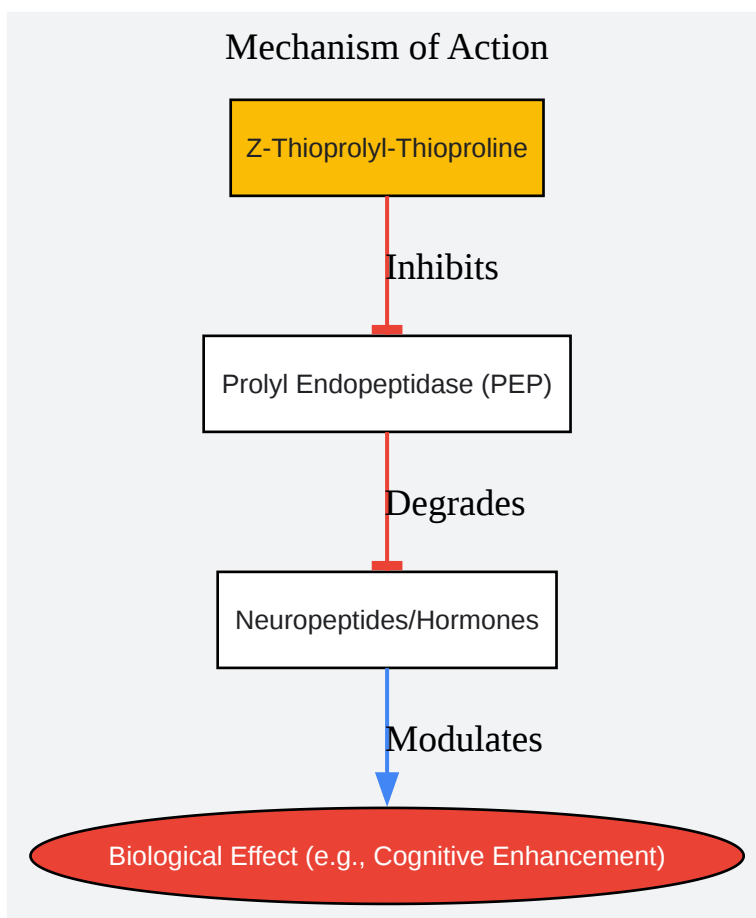 Mechanism of Action
Z-Thioprolyl-Thioproline
Inhibits
Prolyl Endopeptidase (PEP)
Degrades
Neuropeptides/Hormones
Modulates
Biological Effect (e.g., Cognitive Enhancement)